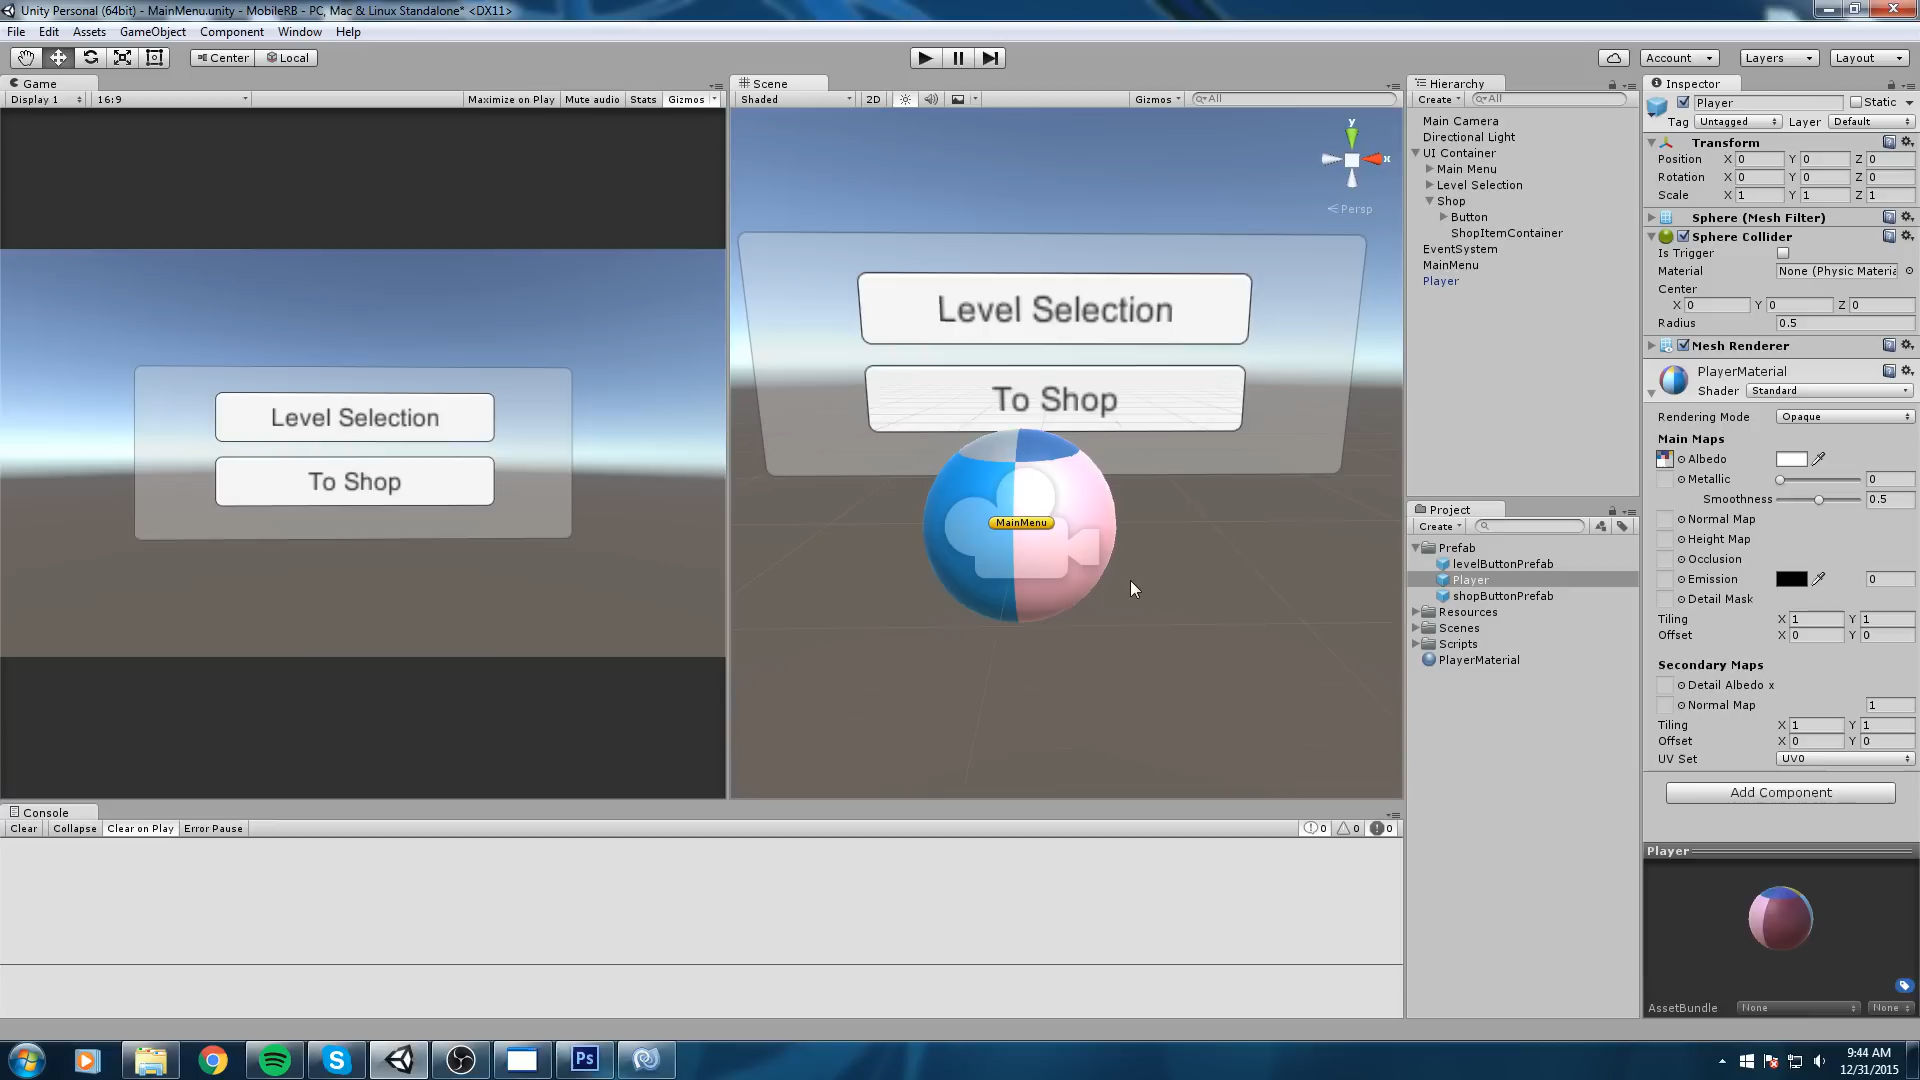 Unity Personal (64bit) - MainMenu.unity - MobileRB - PC, Mac & Linux Standalone* <DX11>
File Edit Assets GameObject Component Window Help
Center Local Account Layers Layout
Game
Display 1 16:9 Maximize on Play Mute audio Stats Gizmos
Level Selection
To Shop
Scene
Shaded 2D Gizmos All
y
x
Persp
Level Selection
To Shop
MainMenu
Hierarchy
Create All
Main Camera
Directional Light
UI Container
Main Menu
Level Selection
Shop
Button
ShopItemContainer
EventSystem
MainMenu
Player
Project
Create
Prefab
levelButtonPrefab
Player
shopButtonPrefab
Resources
Scenes
Scripts
PlayerMaterial
Inspector
Player Static
Tag Untagged Layer Default
Transform
Position X 0 Y 0 Z 0
Rotation X 0 Y 0 Z 0
Scale X 1 Y 1 Z 1
Sphere (Mesh Filter)
Sphere Collider
Is Trigger
Material None (Physic Materia
Center
X 0 Y 0 Z 0
Radius 0.5
Mesh Renderer
PlayerMaterial
Shader Standard
Rendering Mode Opaque
Main Maps
Albedo
Metallic 0
Smoothness 0.5
Normal Map
Height Map
Occlusion
Emission 0
Detail Mask
Tiling X 1 Y 1
Offset X 0 Y 0
Secondary Maps
Detail Albedo x
Normal Map 1
Tiling X 1 Y 1
Offset X 0 Y 0
UV Set UV0
Add Component
Player
AssetBundle None None
Console
Clear Collapse Clear on Play Error Pause 0 0 0
Ps
9:44 AM
12/31/2015